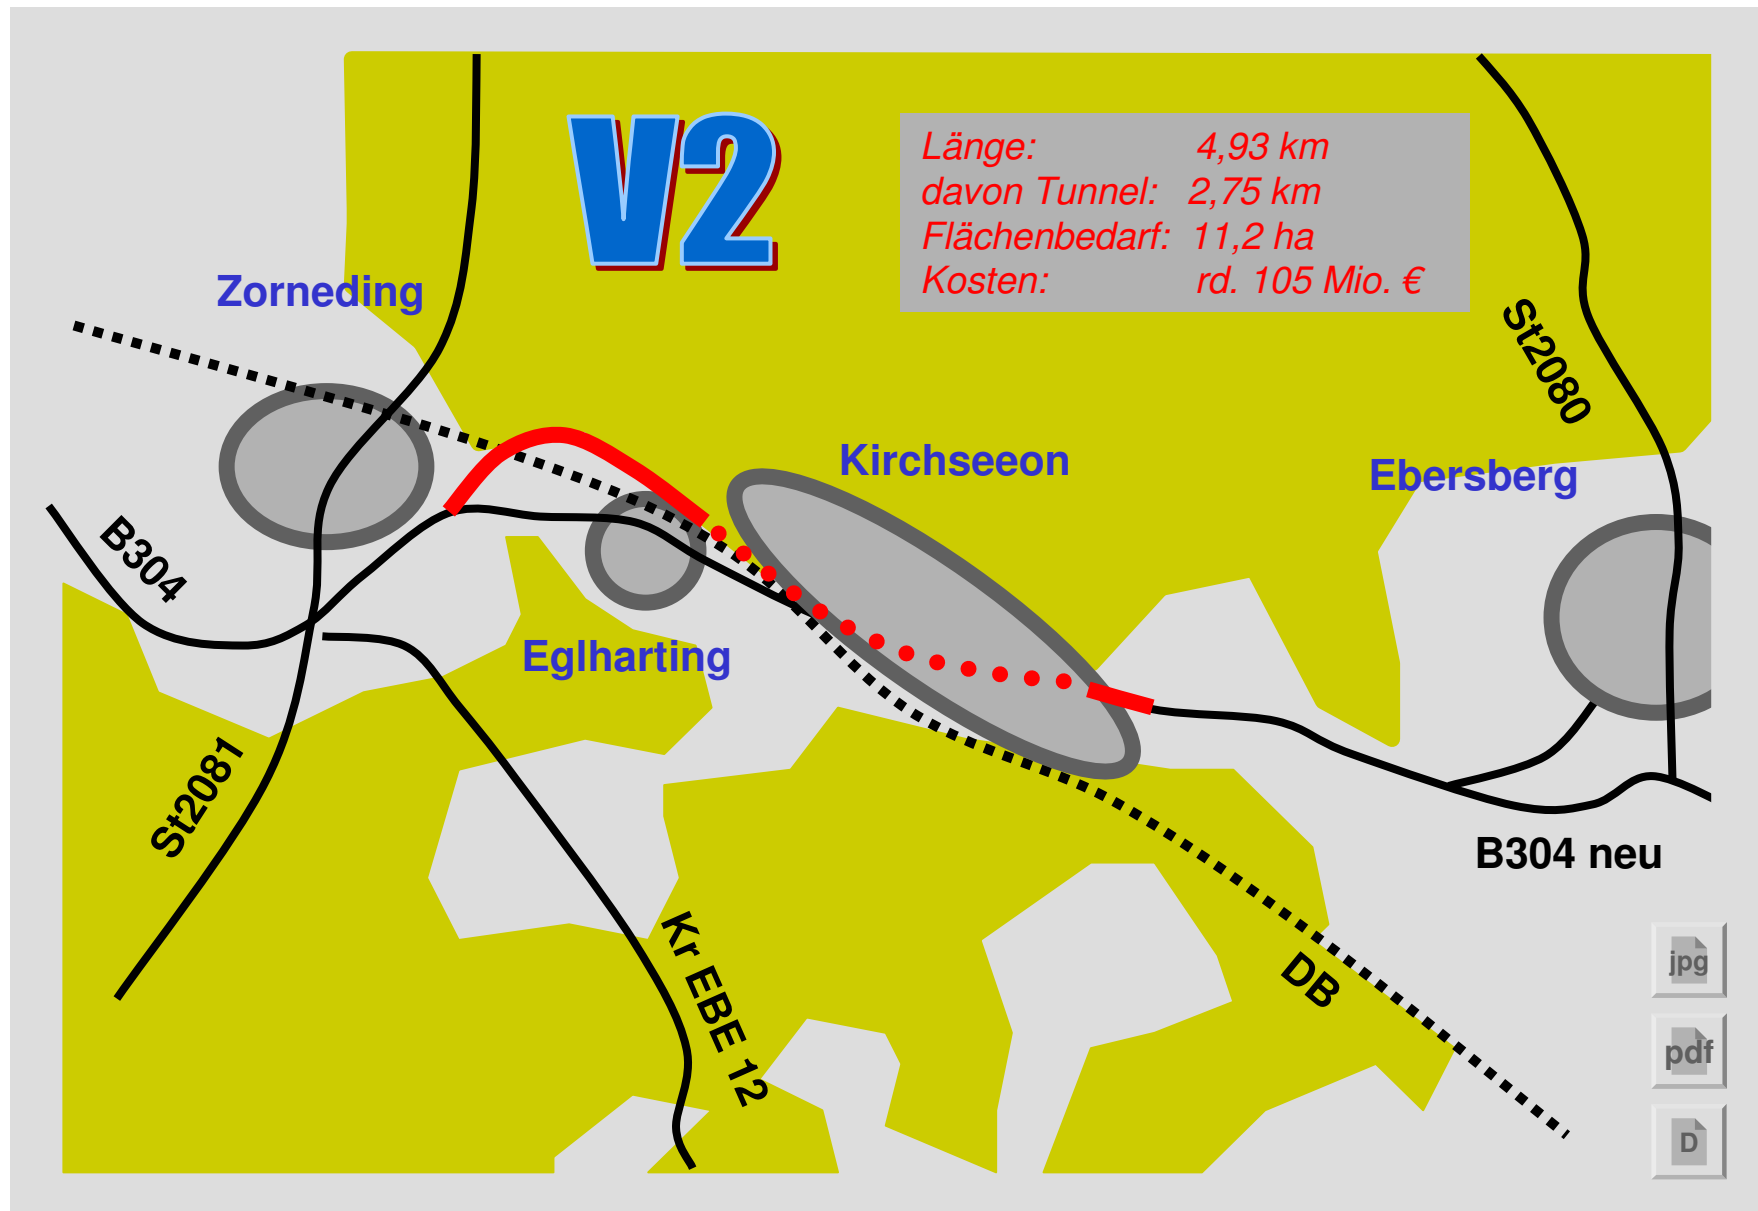 V2
Länge: 4,93 km
davon Tunnel: 2,75 km
Flächenbedarf: 11,2 ha
Kosten: rd. 105 Mio. €
Zorneding
St2080
Kirchseeon
Ebersberg
B304
Eglharting
St2081
B304 neu
Kr EBE 12
DB
jpg
pdf
D